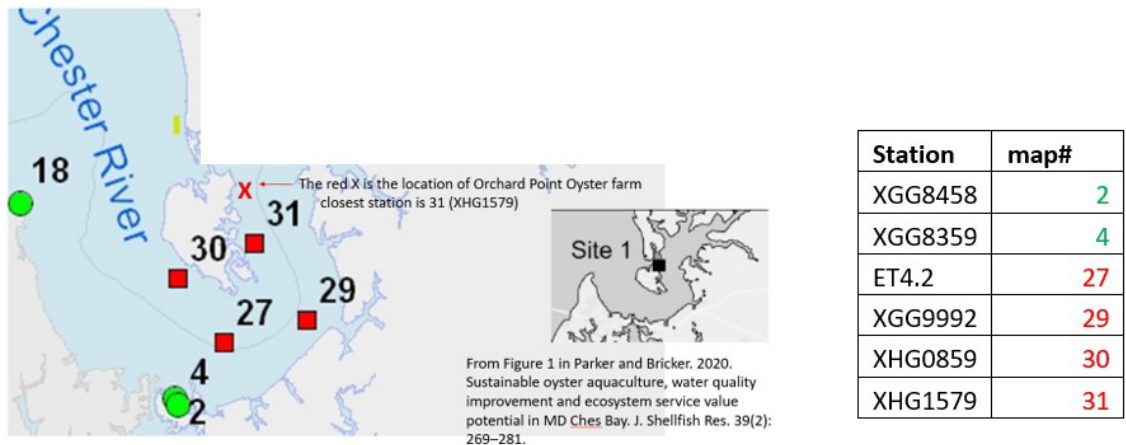 Chester River
18
The red X is the location of Orchard Point Oyster farm
closest station is 31 (XHG1579)
X
31
30
29
27
4
2
Site 1
From Figure 1 in Parker and Bricker. 2020.
Sustainable oyster aquaculture, water quality
improvement and ecosystem service value
potential in MD Ches Bay. J. Shellfish Res. 39(2):
269–281.
Station map#
XGG8458 2
XGG8359 4
ET4.2 27
XGG9992 29
XHG0859 30
XHG1579 31